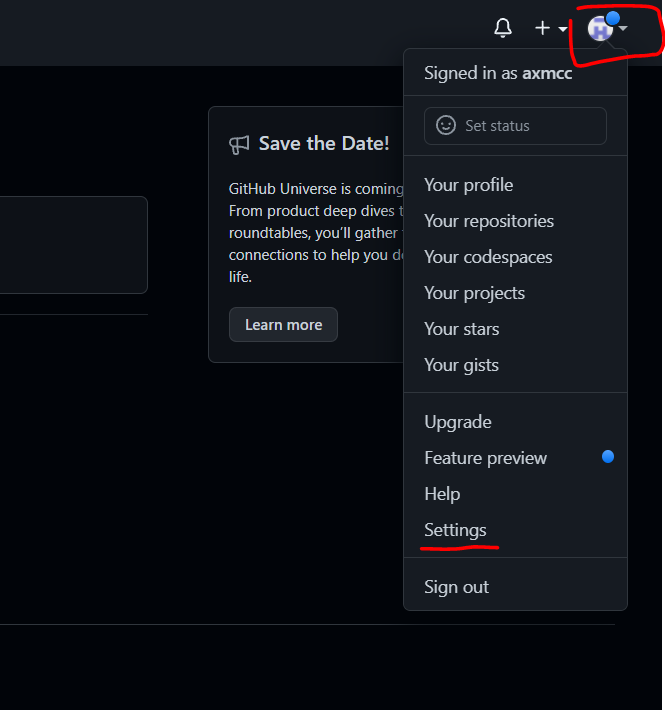 Signed in as axmcc
Set status
Save the Date!
GitHub Universe is coming
From product deep dives
roundtables, you’ll gather
connections to help you
life.
Learn more
Your profile
Your repositories
Your codespaces
Your projects
Your stars
Your gists
Upgrade
Feature preview
Help
Settings
Sign out